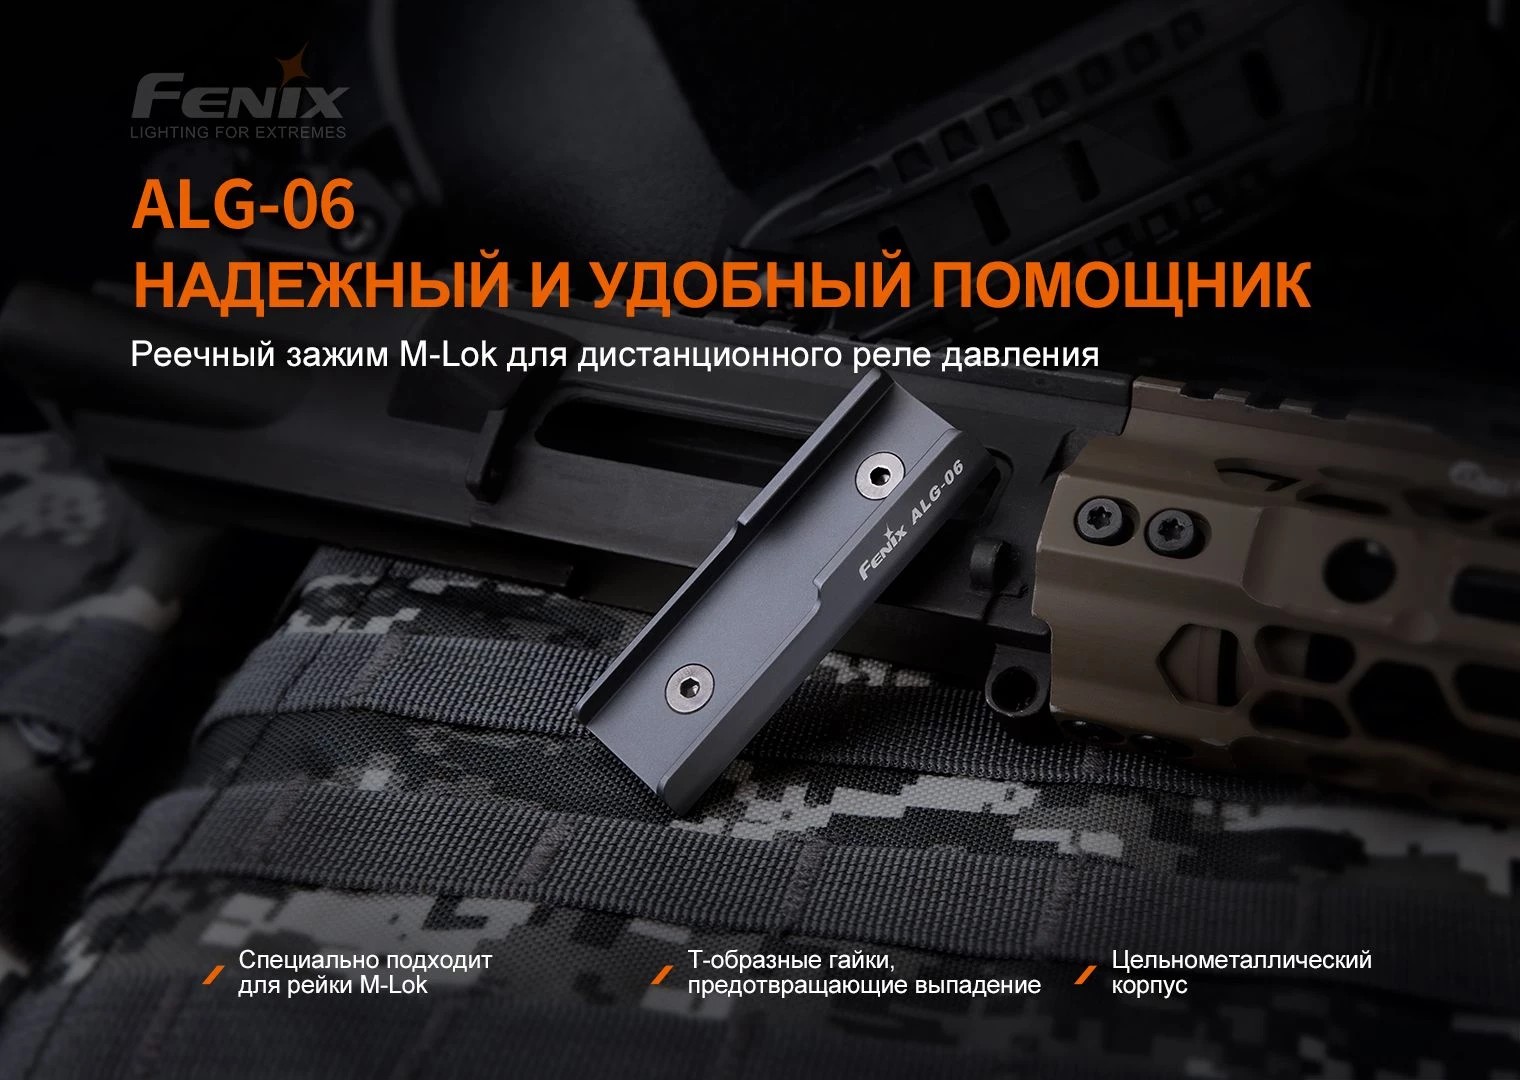 FENIX
LIGHTING FOR EXTREMES
ALG-06
НАДЕЖНЫЙ И УДОБНЫЙ ПОМОЩНИК
Реечный зажим M-Lok для дистанционного реле давления
FENIX ALG-06
Специально подходит
для рейки M-Lok
Т-образные гайки,
предотвращающие выпадение
Цельнометаллический
корпус